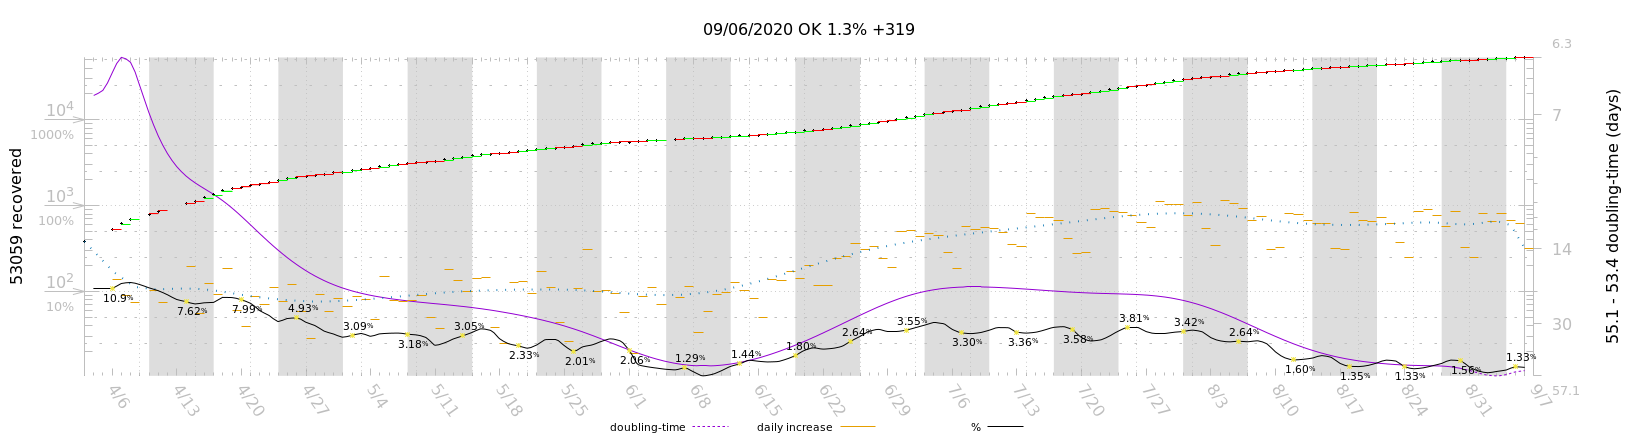 09/06/2020 OK 1.3% +319
6.3
10^4
1000%
7
10^3
100%
14
10^2
10%
30
57.1
53059 recovered
55.1 - 53.4 doubling-time (days)
10.9% 7.62% 7.99% 4.93% 3.09% 3.18% 3.05% 2.33% 2.01% 2.06% 1.29% 1.44% 1.80% 2.64% 3.55% 3.30% 3.36% 3.58% 3.81% 3.42% 2.64% 1.60% 1.35% 1.33% 1.56% 1.33%
4/6 4/13 4/20 4/27 5/4 5/11 5/18 5/25 6/1 6/8 6/15 6/22 6/29 7/6 7/13 7/20 7/27 8/3 8/10 8/17 8/24 8/31 9/7
doubling-time daily increase %